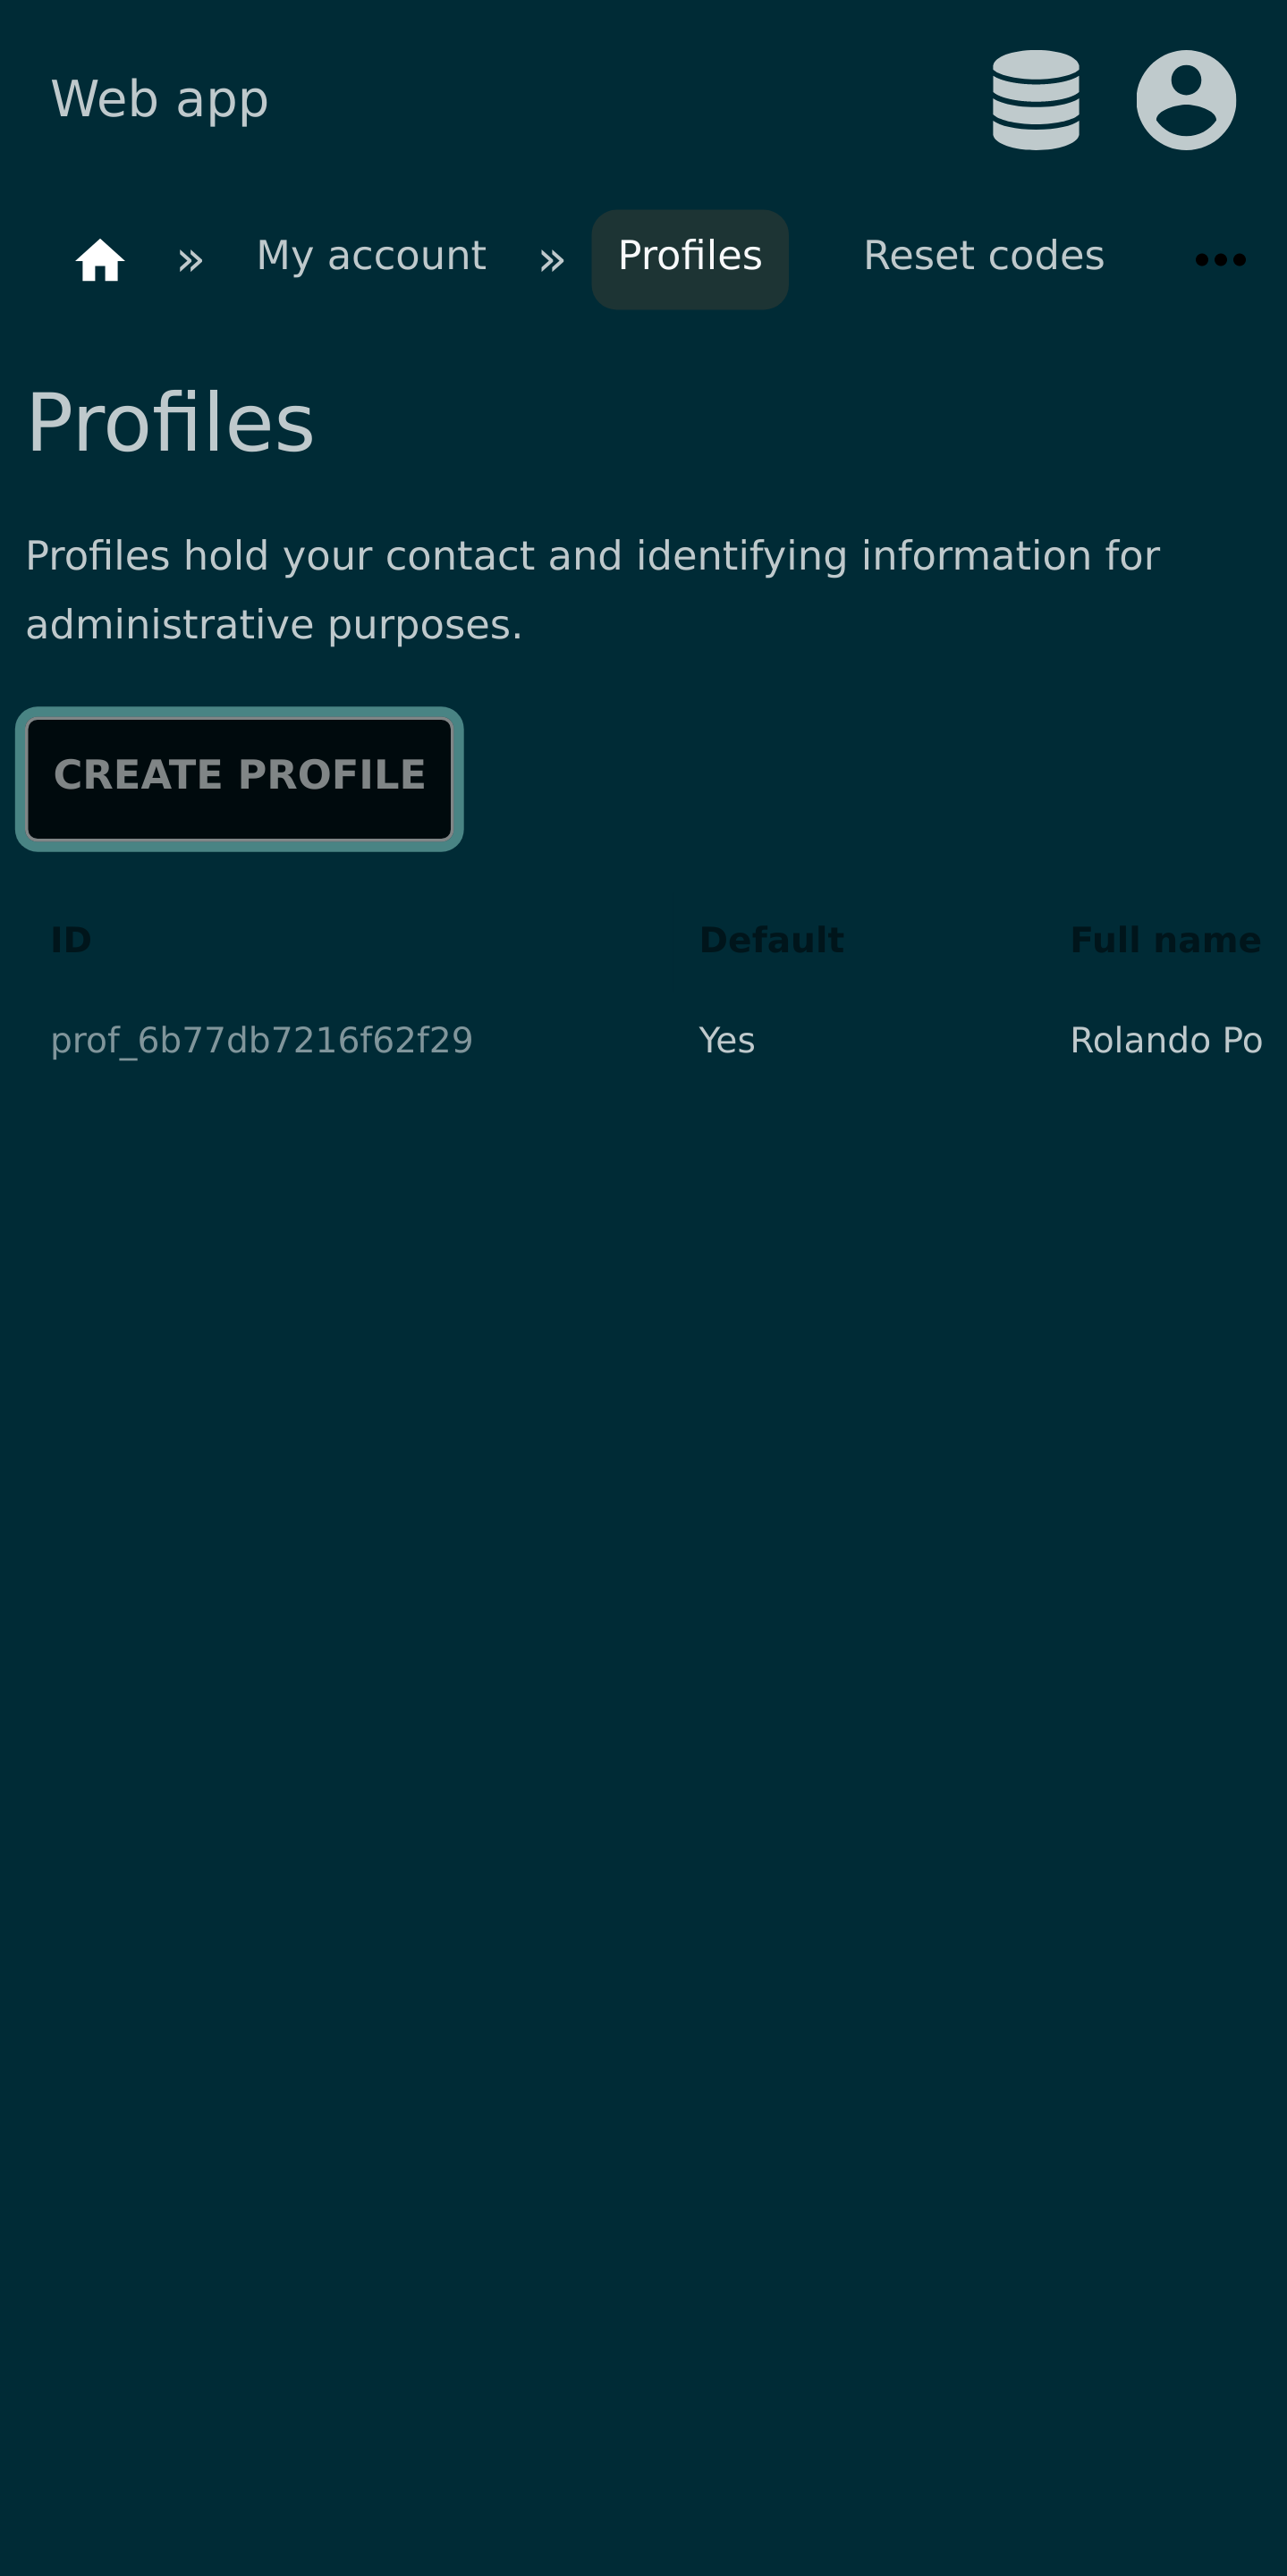 Web app
» My account » Profiles Reset codes •••
Profiles
Profiles hold your contact and identifying information for
administrative purposes.
CREATE PROFILE
ID Default Full name
prof_6b77db7216f62f29 Yes Rolando Po